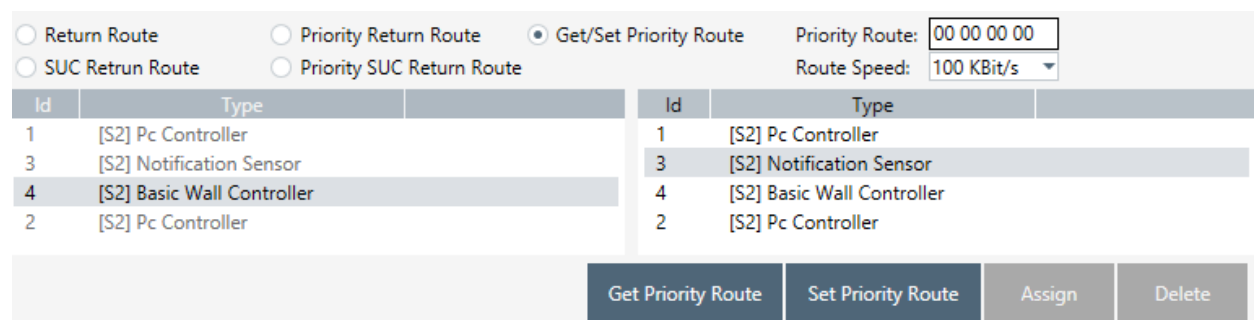 Return Route Priority Return Route Get/Set Priority Route Priority Route: 00 00 00 00
SUC Retrun Route Priority SUC Return Route Route Speed: 100 KBit/s
Id Type Id Type
1 [S2] Pc Controller 1 [S2] Pc Controller
3 [S2] Notification Sensor 3 [S2] Notification Sensor
4 [S2] Basic Wall Controller 4 [S2] Basic Wall Controller
2 [S2] Pc Controller 2 [S2] Pc Controller
Get Priority Route Set Priority Route Assign Delete